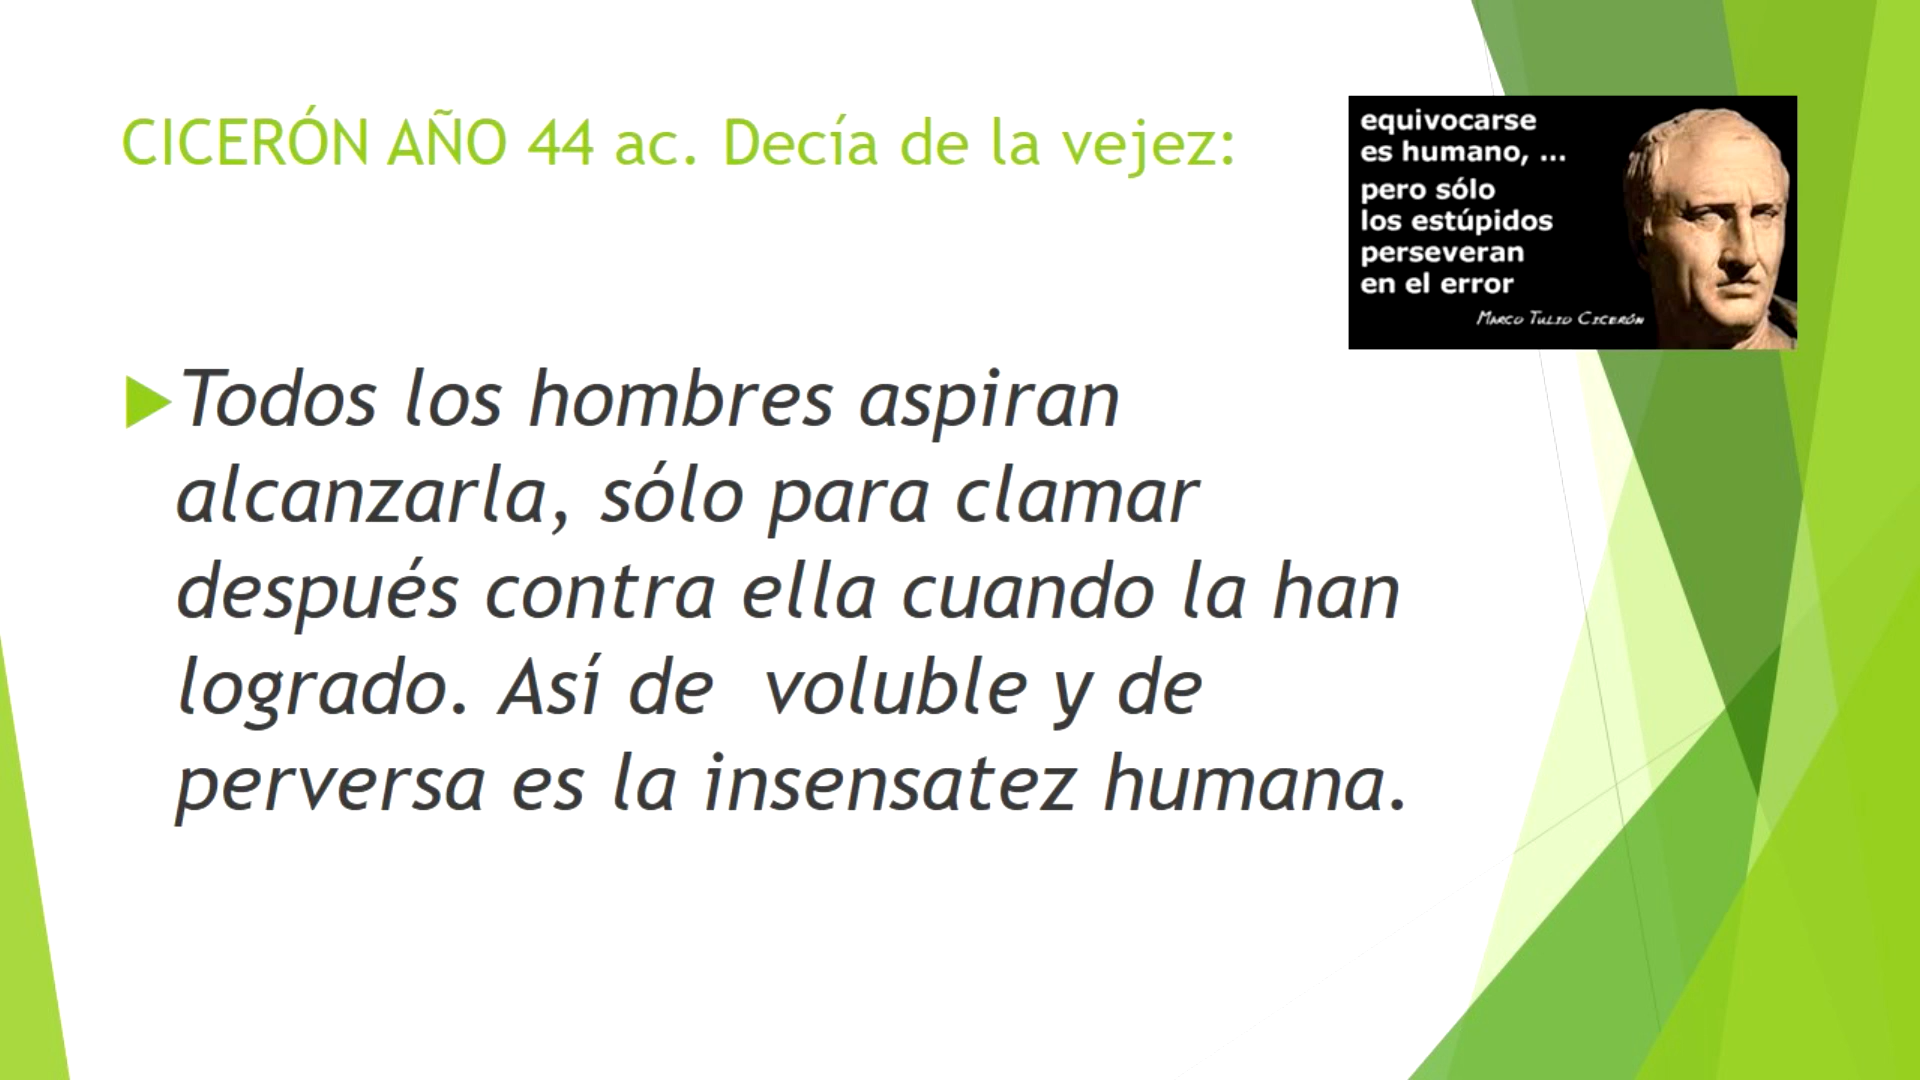 CICERÓN AÑO 44 ac. Decía de la vejez:
equivocarse
es humano, ...
pero sólo
los estúpidos
perseveran
en el error
MARCO TULIO CICERÓN
Todos los hombres aspiran
alcanzarla, sólo para clamar
después contra ella cuando la han
logrado. Así de voluble y de
perversa es la insensatez humana.